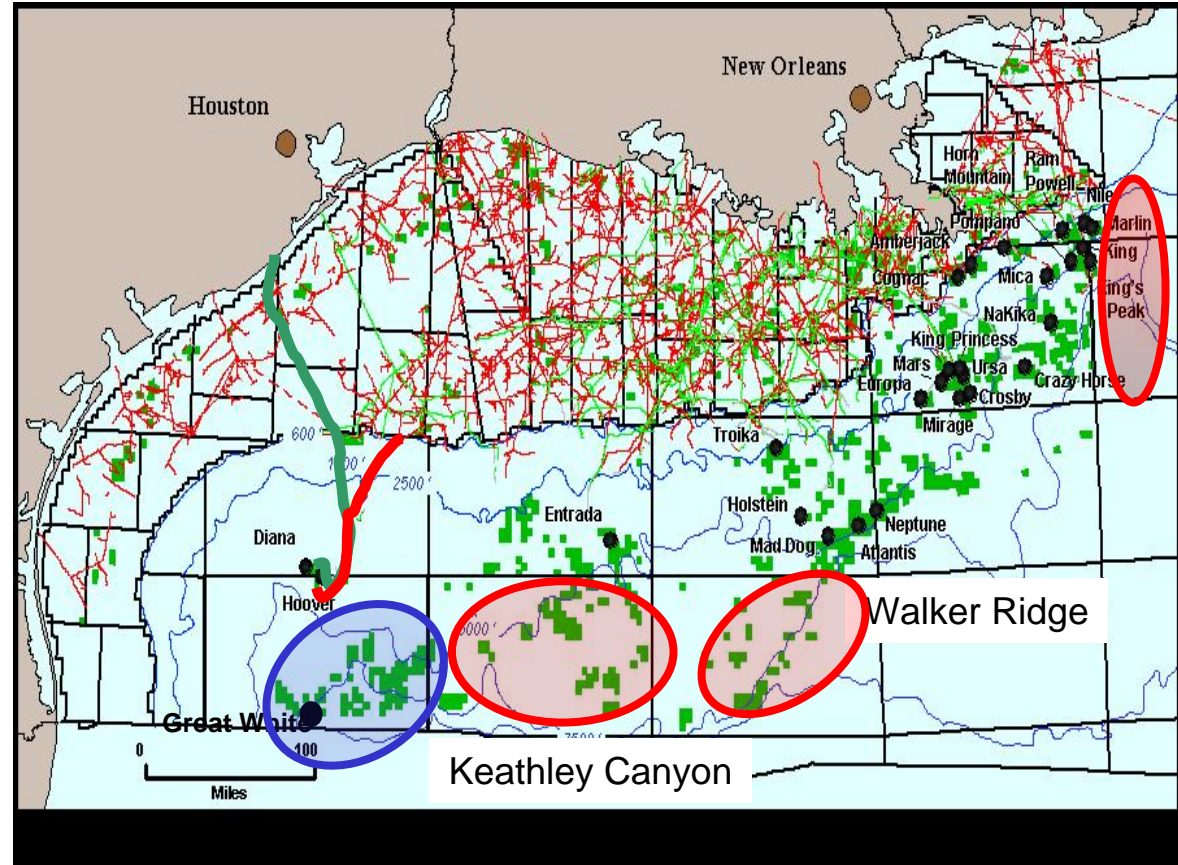 New Orleans
Houston
Horn
Mountain
Ram
Powell
Nile
Pompano
Marlin
Amberjack
King
Cognac
Mica
King's
Peak
NaKika
King
Princess
Mars
Ursa
Europa
Crazy Horse
Crosby
Mirage
600 '
Troika
2500 '
Holstein
Entrada
Neptune
Diana
Mad Dog
Atlantis
Hoover
Walker Ridge
5000 '
Great White
0
100
Miles
7500 '
Keathley Canyon